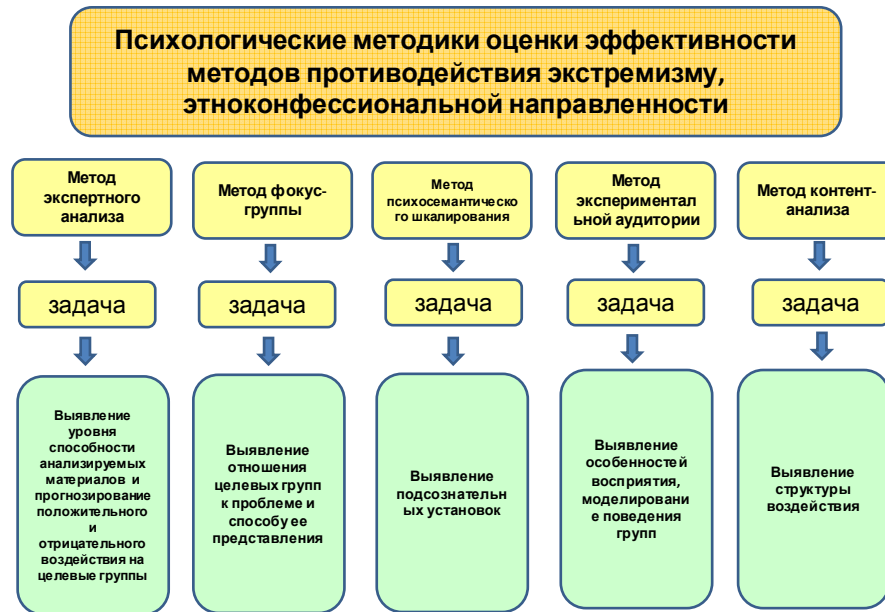 Психологические методики оценки эффективности
методов противодействия экстремизму,
этноконфессиональной направленности
Метод
экспертного
анализа
Метод фокус-
группы
Метод
психосемантическо
го шкалирования
Метод
эксперименталь
ьной аудитории
Метод контент-
анализа
задача
задача
задача
задача
задача
Выявление
уровня
способности
анализируемых
материалов и
прогнозирование
положительного
и
отрицательного
воздействия на
целевые группы
Выявление
отношения
целевых групп
к проблеме и
способу ее
представления
Выявление
подсознательн
ых установок
Выявление
особенностей
восприятия,
моделировани
е поведения
групп
Выявление
структуры
воздействия